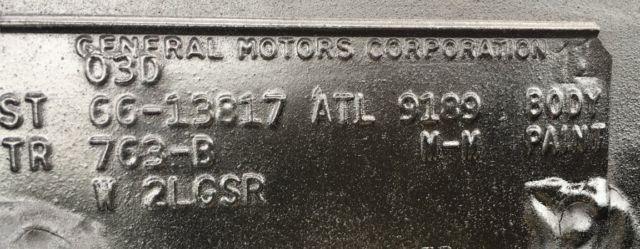 GENERAL MOTORS CORPORATION
03D
ST 66-13817 ATL 9189 BODY
TR 763-B M-M PAINT
W 2LGSR